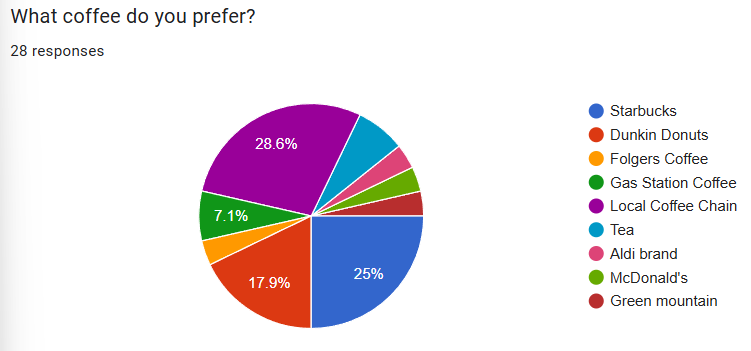 What coffee do you prefer?
28 responses
28.6%
7.1%
17.9%
25%
Starbucks
Dunkin Donuts
Folgers Coffee
Gas Station Coffee
Local Coffee Chain
Tea
Aldi brand
McDonald's
Green mountain